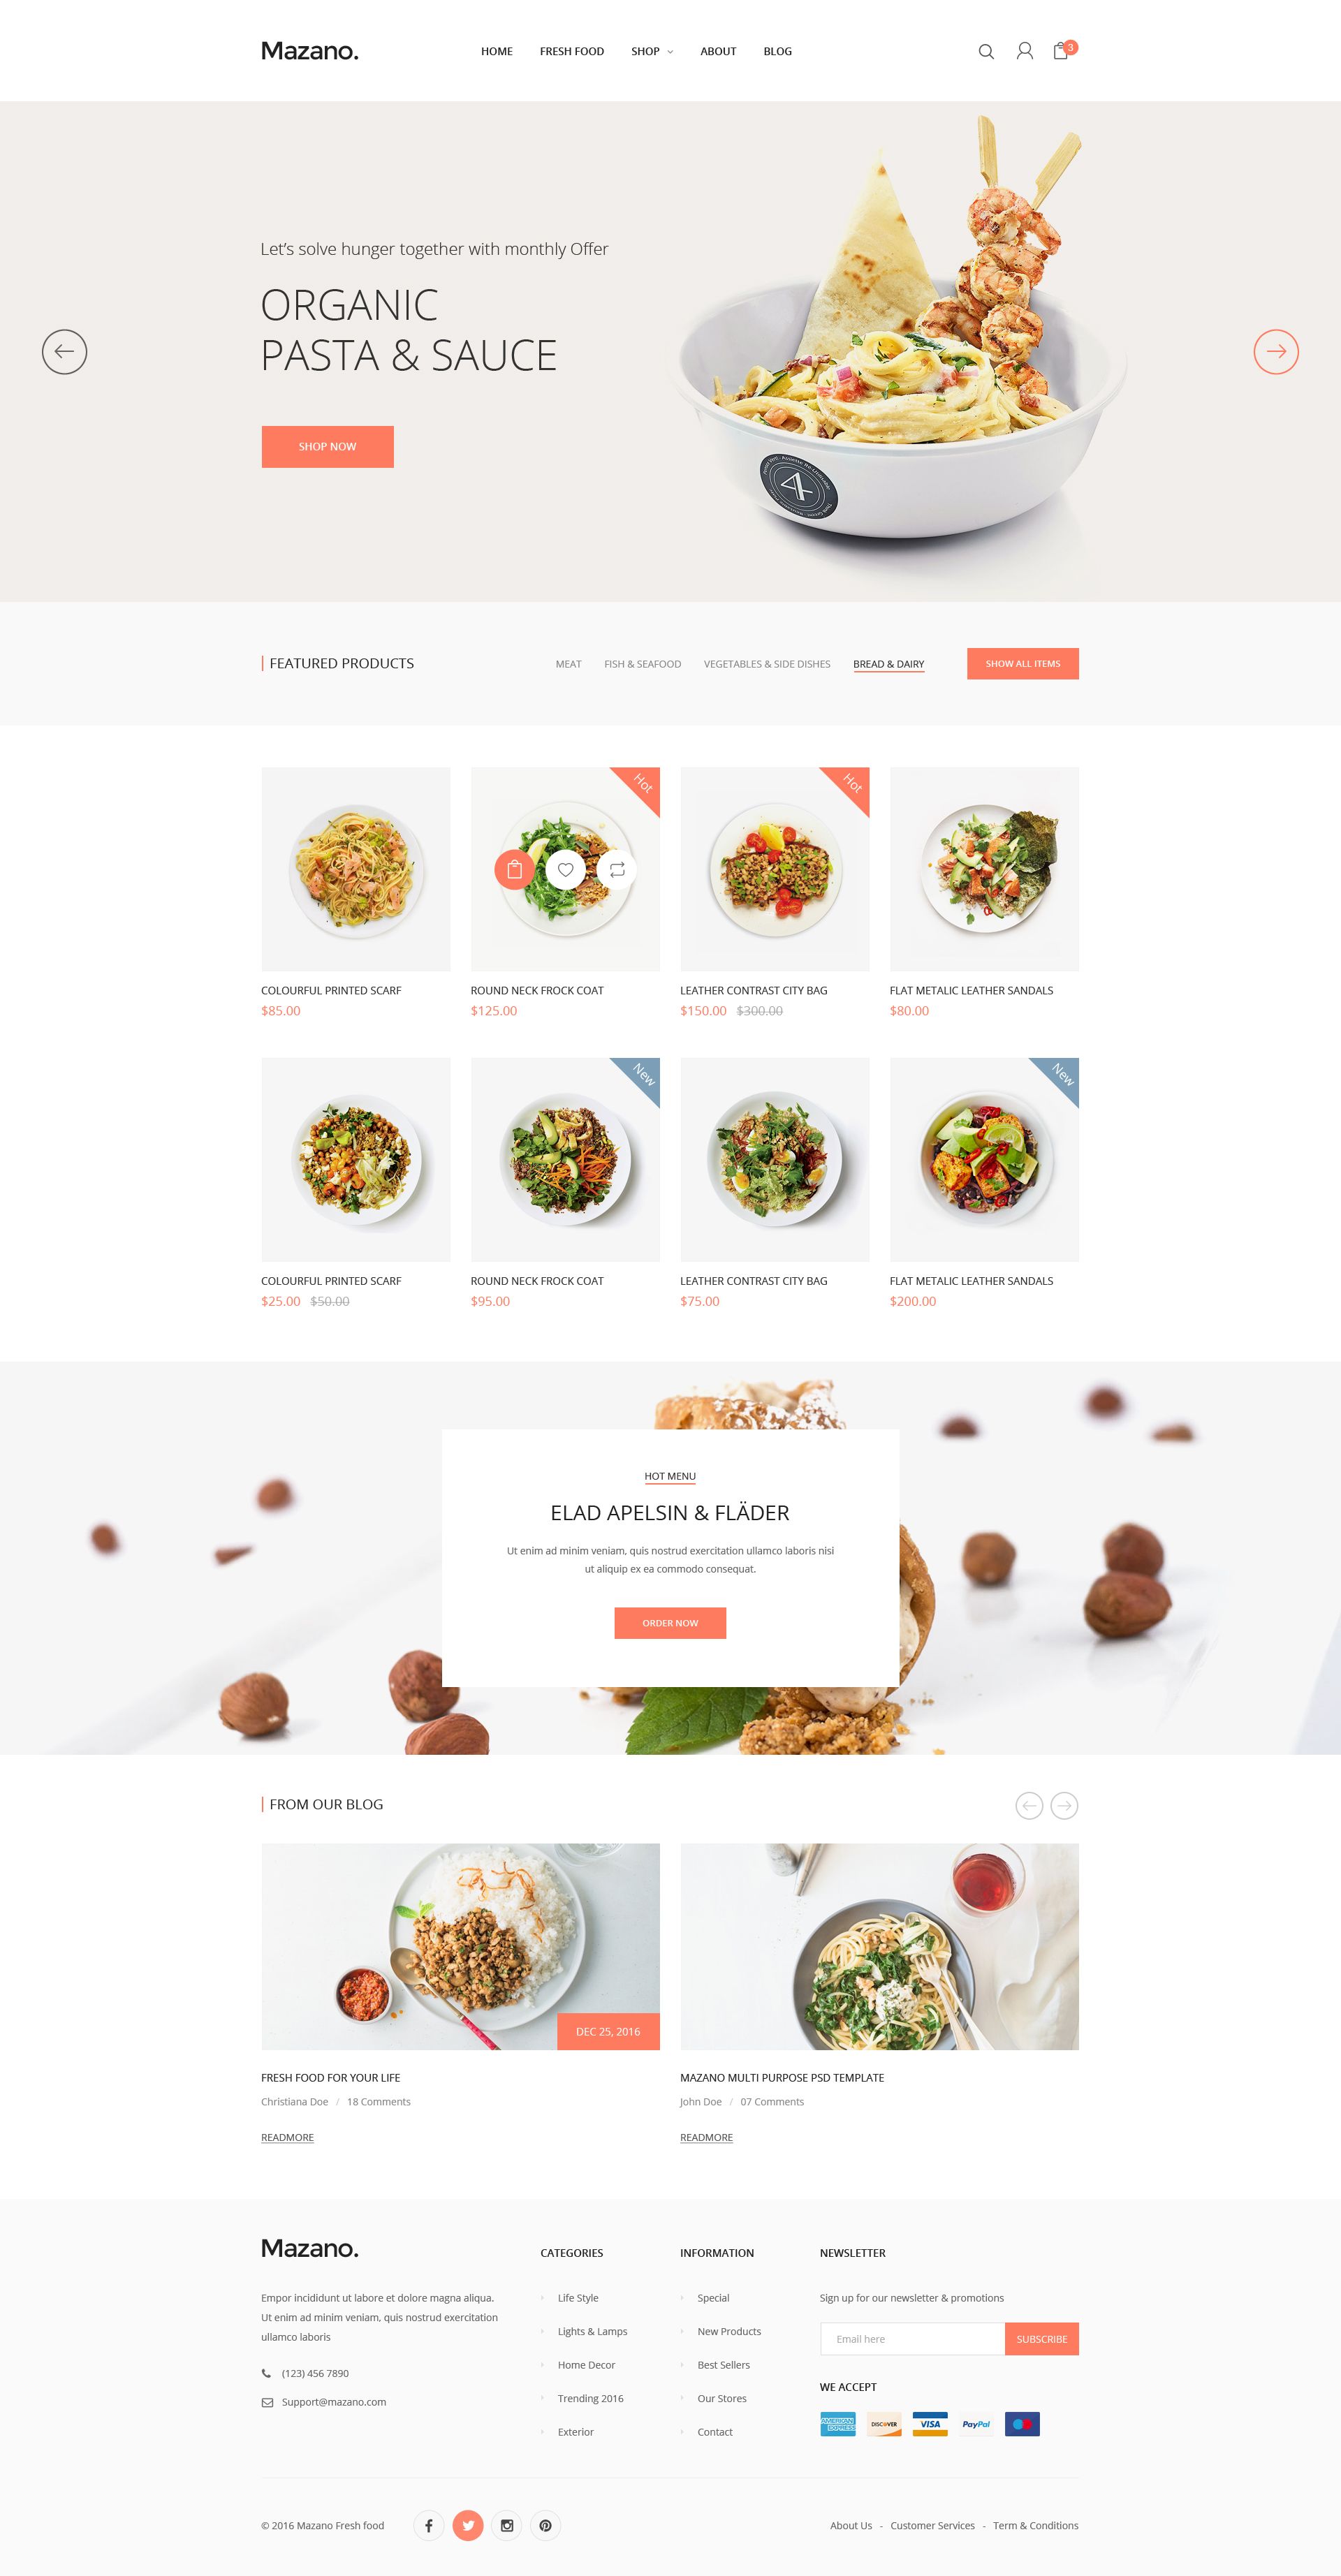 Mazano.
HOME FRESH FOOD SHOP ABOUT BLOG
3
Let's solve hunger together with monthly Offer
ORGANIC
PASTA & SAUCE
SHOP NOW
FEATURED PRODUCTS
MEAT FISH & SEAFOOD VEGETABLES & SIDE DISHES BREAD & DAIRY
SHOW ALL ITEMS
Hot
Hot
COLOURFUL PRINTED SCARF
$85.00
ROUND NECK FROCK COAT
$125.00
LEATHER CONTRAST CITY BAG
$150.00 $300.00
FLAT METALIC LEATHER SANDALS
$80.00
New
New
COLOURFUL PRINTED SCARF
$25.00 $50.00
ROUND NECK FROCK COAT
$95.00
LEATHER CONTRAST CITY BAG
$75.00
FLAT METALIC LEATHER SANDALS
$200.00
HOT MENU
ELAD APELSIN & FLÄDER
Ut enim ad minim veniam, quis nostrud exercitation ullamco laboris nisi
ut aliquip ex ea commodo consequat.
ORDER NOW
FROM OUR BLOG
DEC 25, 2016
FRESH FOOD FOR YOUR LIFE
Christiana Doe / 18 Comments
READMORE
MAZANO MULTI PURPOSE PSD TEMPLATE
John Doe / 07 Comments
READMORE
Mazano.
Empor incididunt ut labore et dolore magna aliqua.
Ut enim ad minim veniam, quis nostrud exercitation
ullamco laboris
(123) 456 7890
Support@mazano.com
CATEGORIES
Life Style
Lights & Lamps
Home Decor
Trending 2016
Exterior
INFORMATION
Special
New Products
Best Sellers
Our Stores
Contact
NEWSLETTER
Sign up for our newsletter & promotions
Email here
SUBSCRIBE
WE ACCEPT
AMERICAN
EXPRESS
DISCOVER
VISA
PayPal
© 2016 Mazano Fresh food
About Us - Customer Services - Term & Conditions